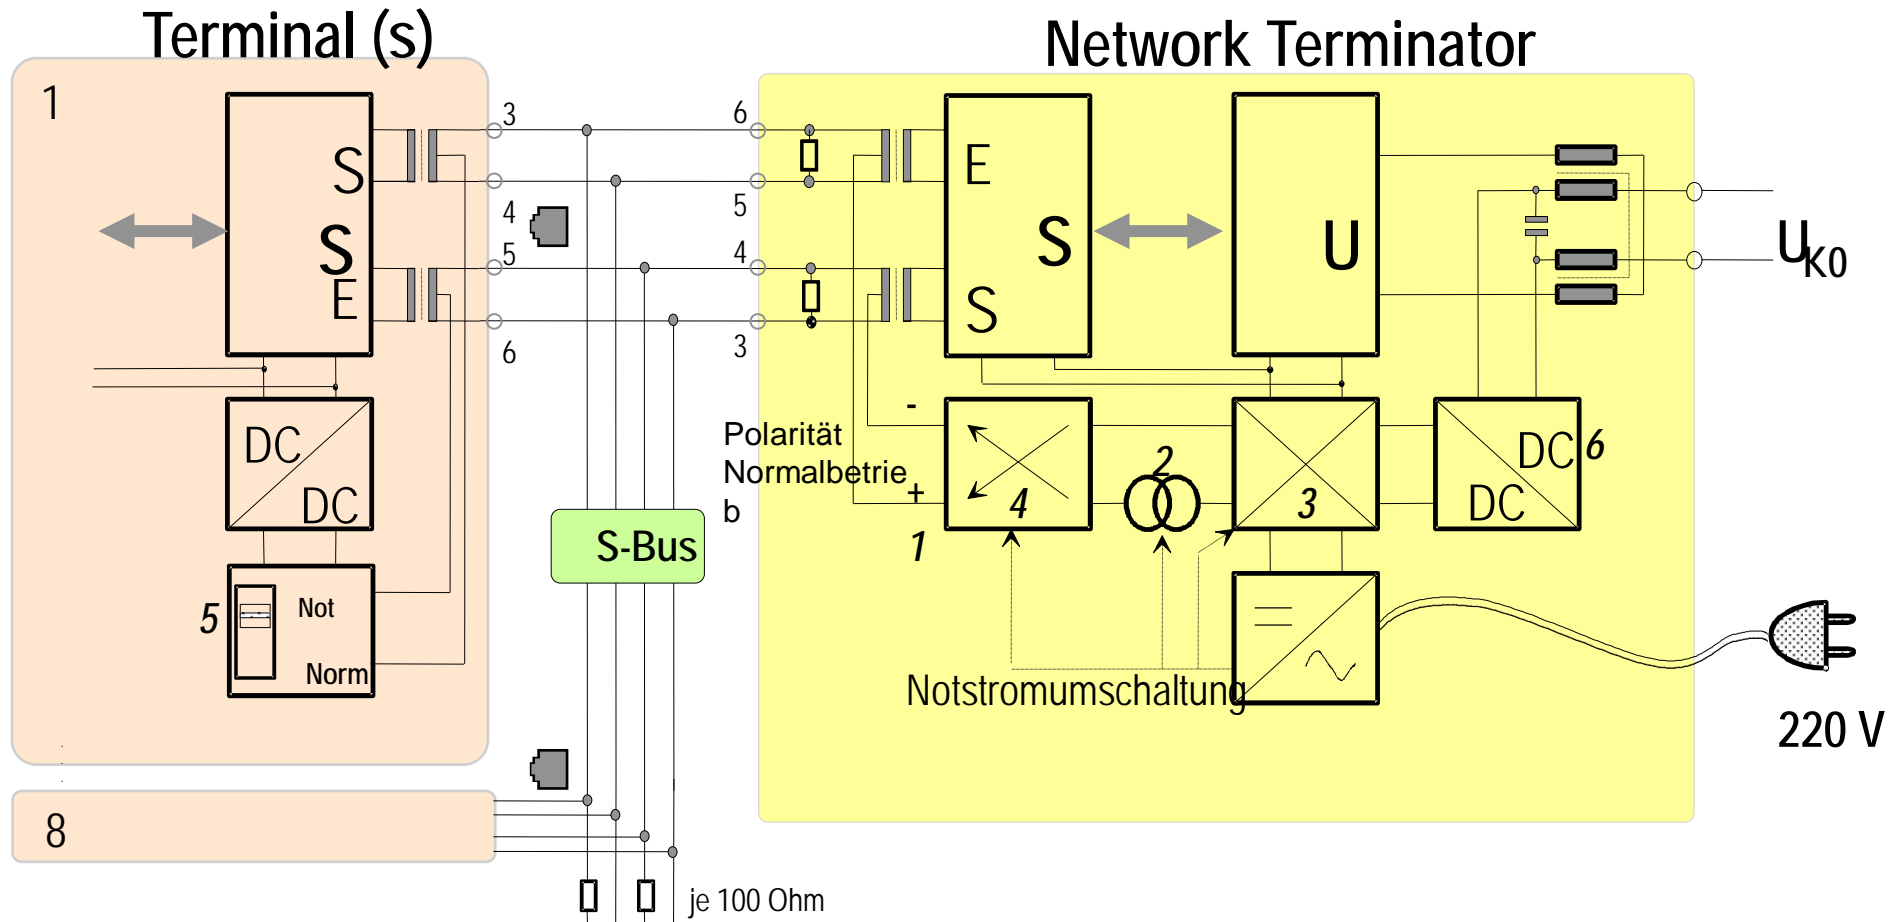 Terminal (s)
Network Terminator
1
3
6
S
E
4
5
S
S
U
5
4
U K0
E
S
6
3
DC
DC
-
Polarität
Normalbetrie
b
+
4
1
2
3
DC
DC
6
S-Bus
5
Not
Norm
Notstromumschaltung
220 V
8
je 100 Ohm